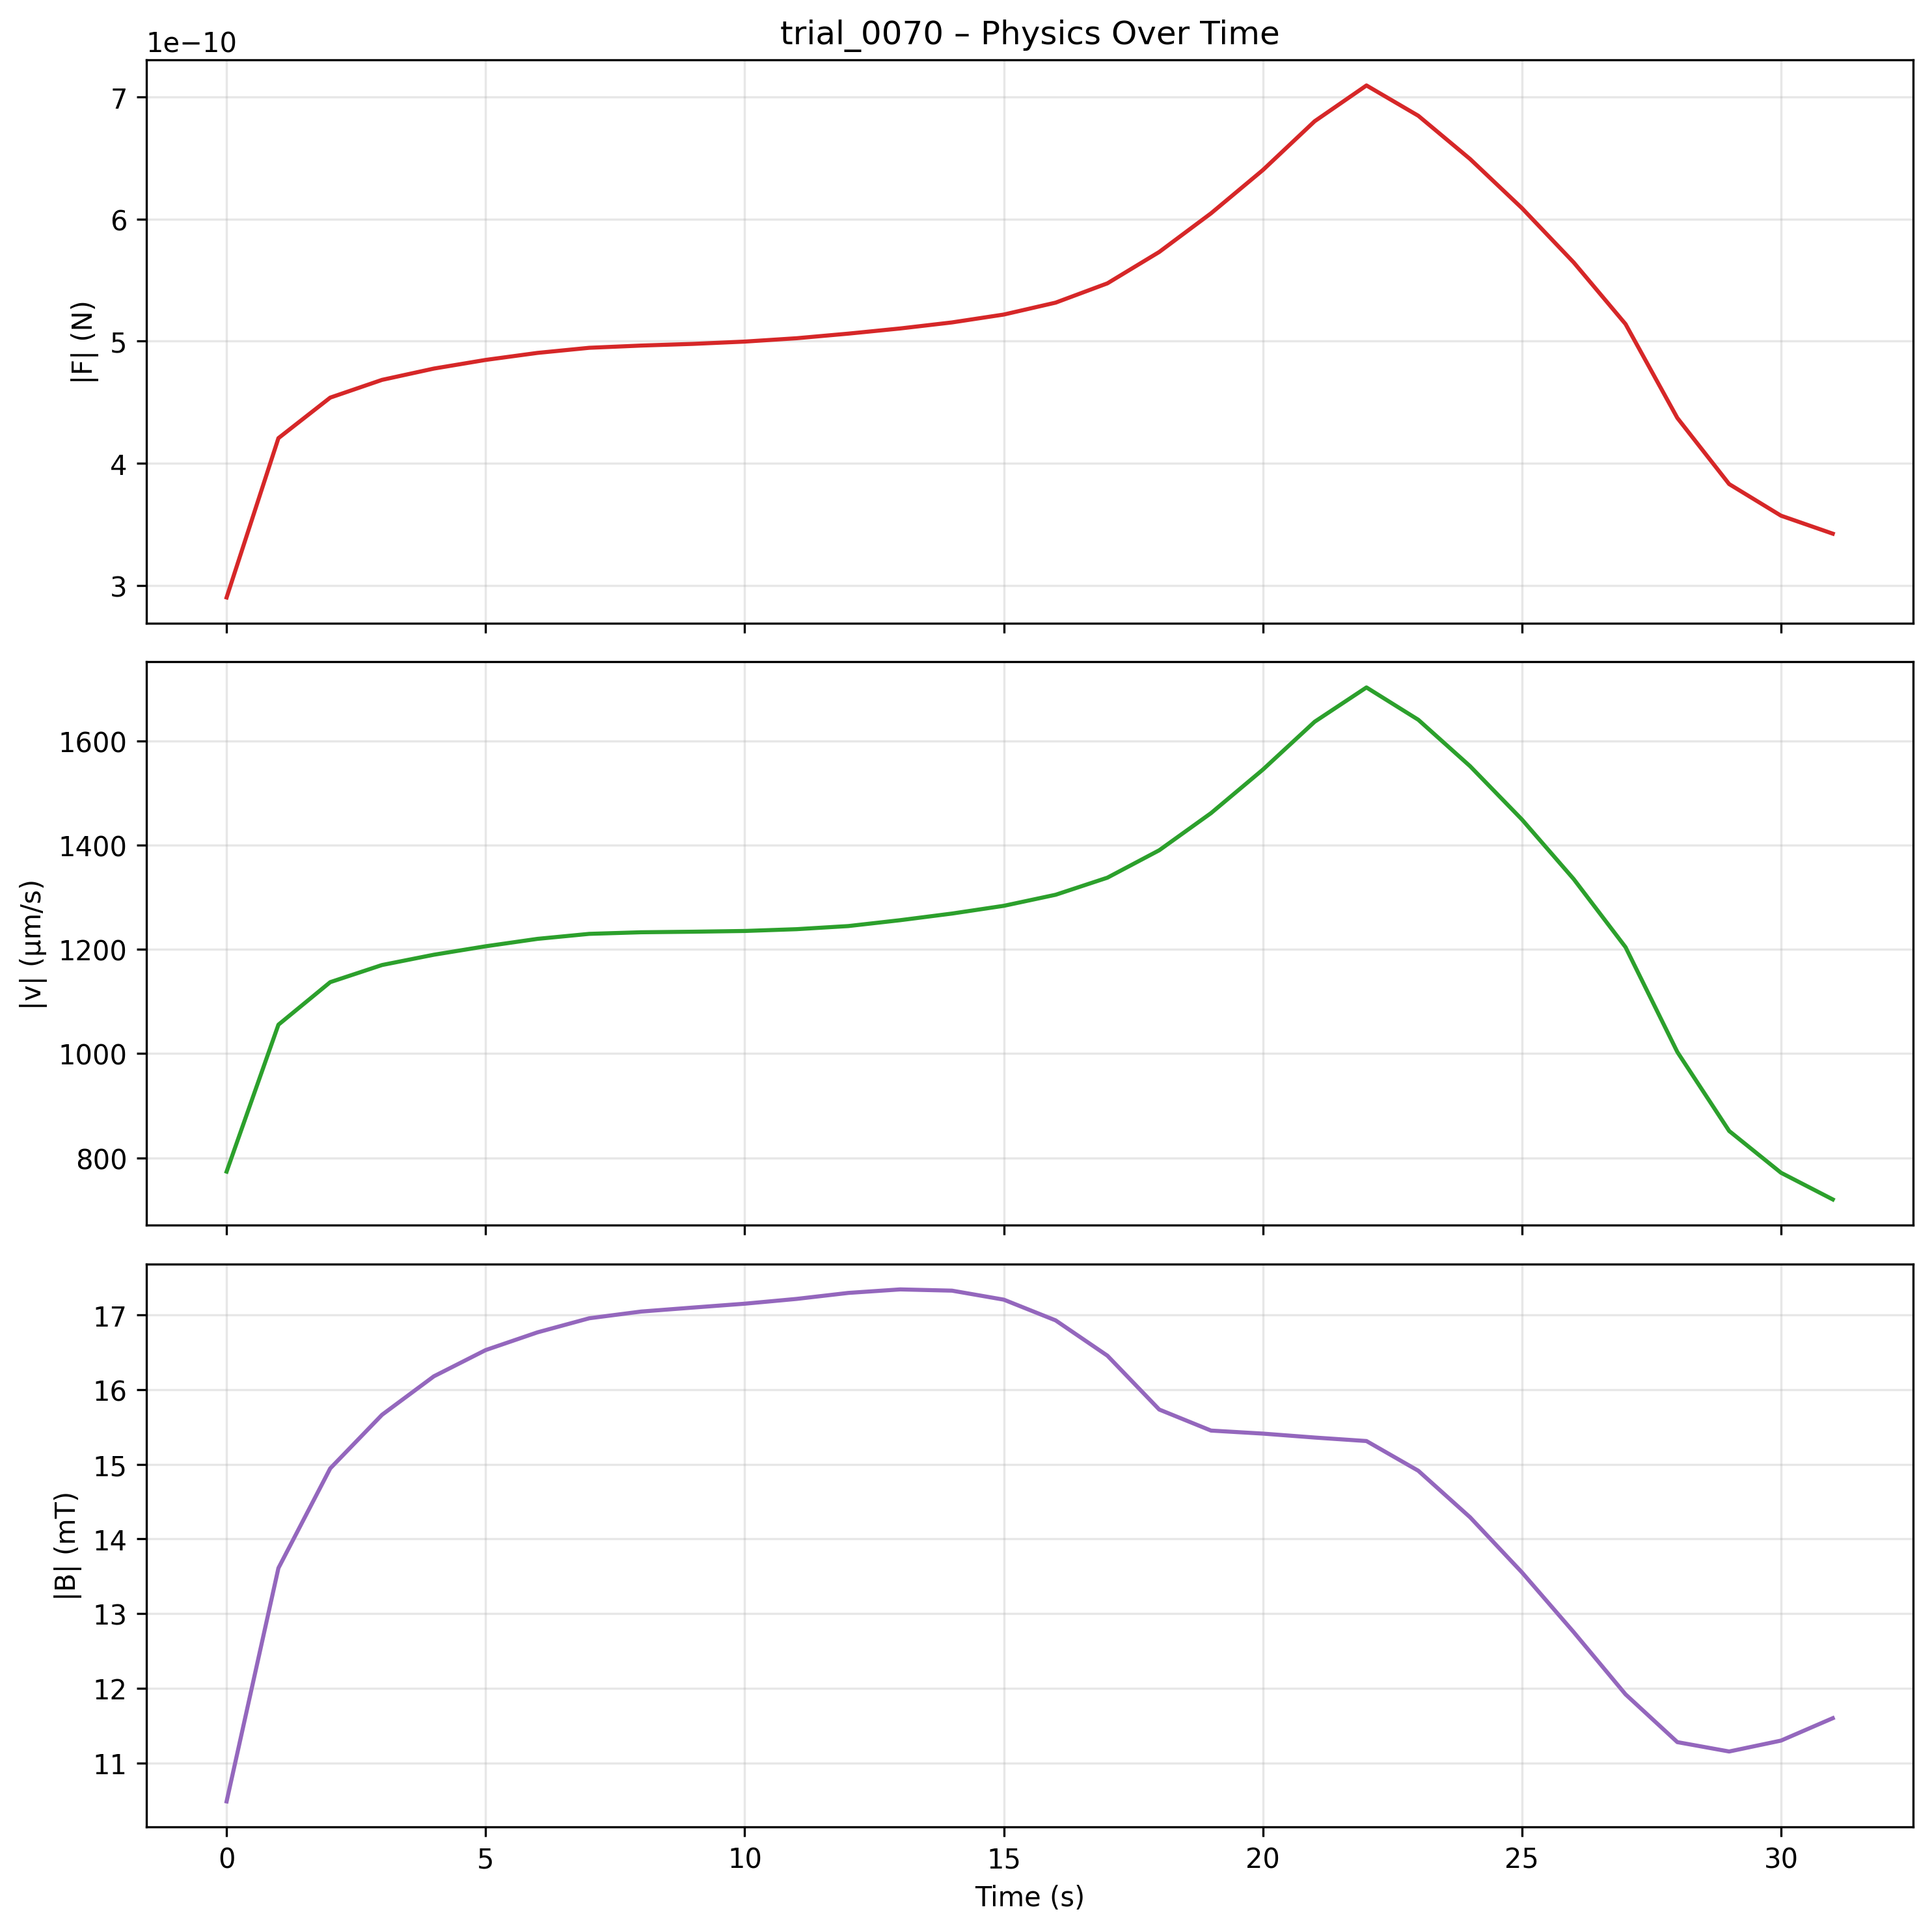 trial_0070 – Physics Over Time
1e−10
7
6
5
4
3
|F| (N)
1600
1400
1200
1000
800
|v| (µm/s)
17
16
15
14
13
12
11
|B| (mT)
0 5 10 15 20 25 30
Time (s)